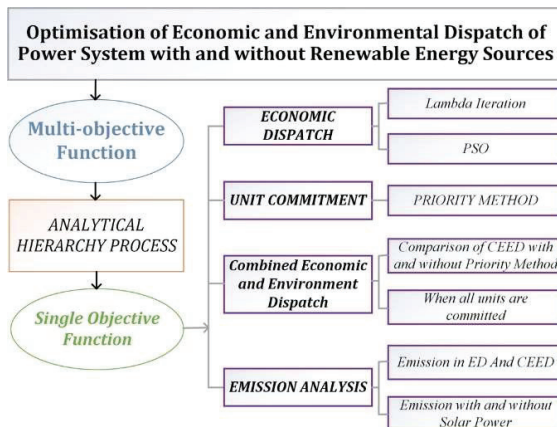 Optimisation of Economic and Environmental Dispatch of
Power System with and without Renewable Energy Sources
Multi-objective
Function
ANALYTICAL
HIERARCHY PROCESS
Single Objective
Function
ECONOMIC
DISPATCH
Lambda Iteration
PSO
UNIT COMMITMENT
PRIORITY METHOD
Combined Economic
and Environment
Dispatch
Comparison of CEED with
and without Priority Method
When all units are
committed
EMISSION ANALYSIS
Emission in ED And CEED
Emission with and without
Solar Power